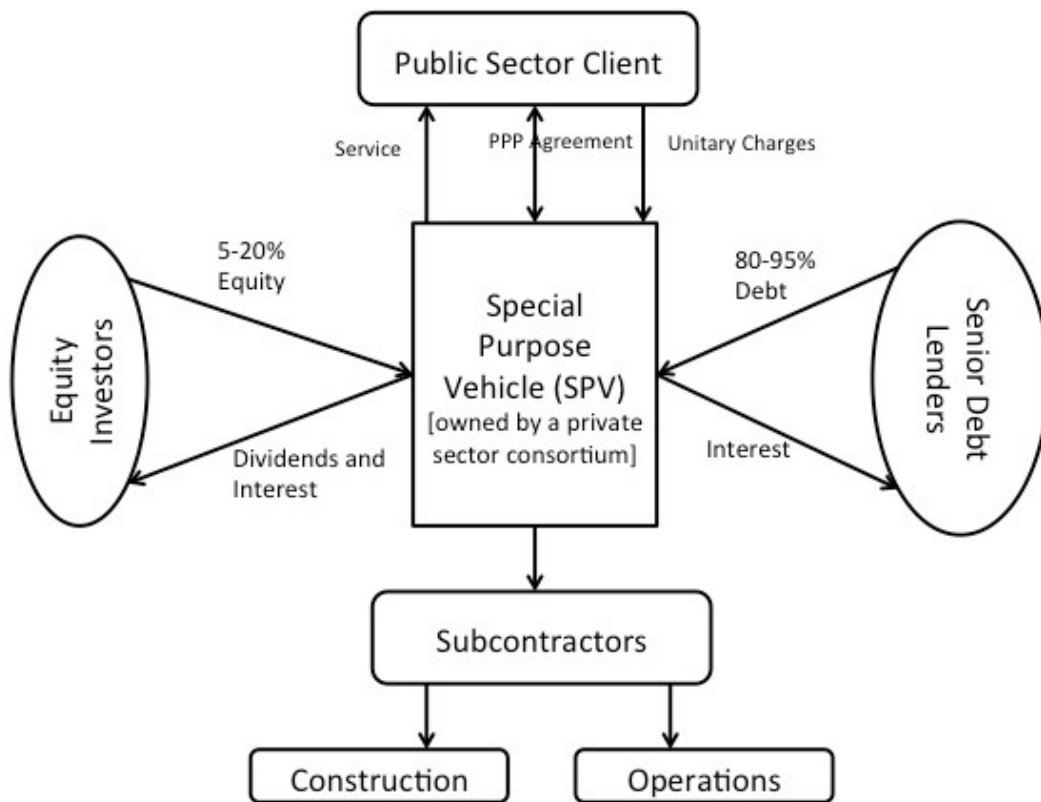 Public Sector Client
Service
PPP Agreement
Unitary Charges
5-20%
Equity
80-95%
Debt
Equity
Investors
Special
Purpose
Vehicle (SPV)
[owned by a private
sector consortium]
Senior Debt
Lenders
Dividends and
Interest
Interest
Subcontractors
Construction
Operations